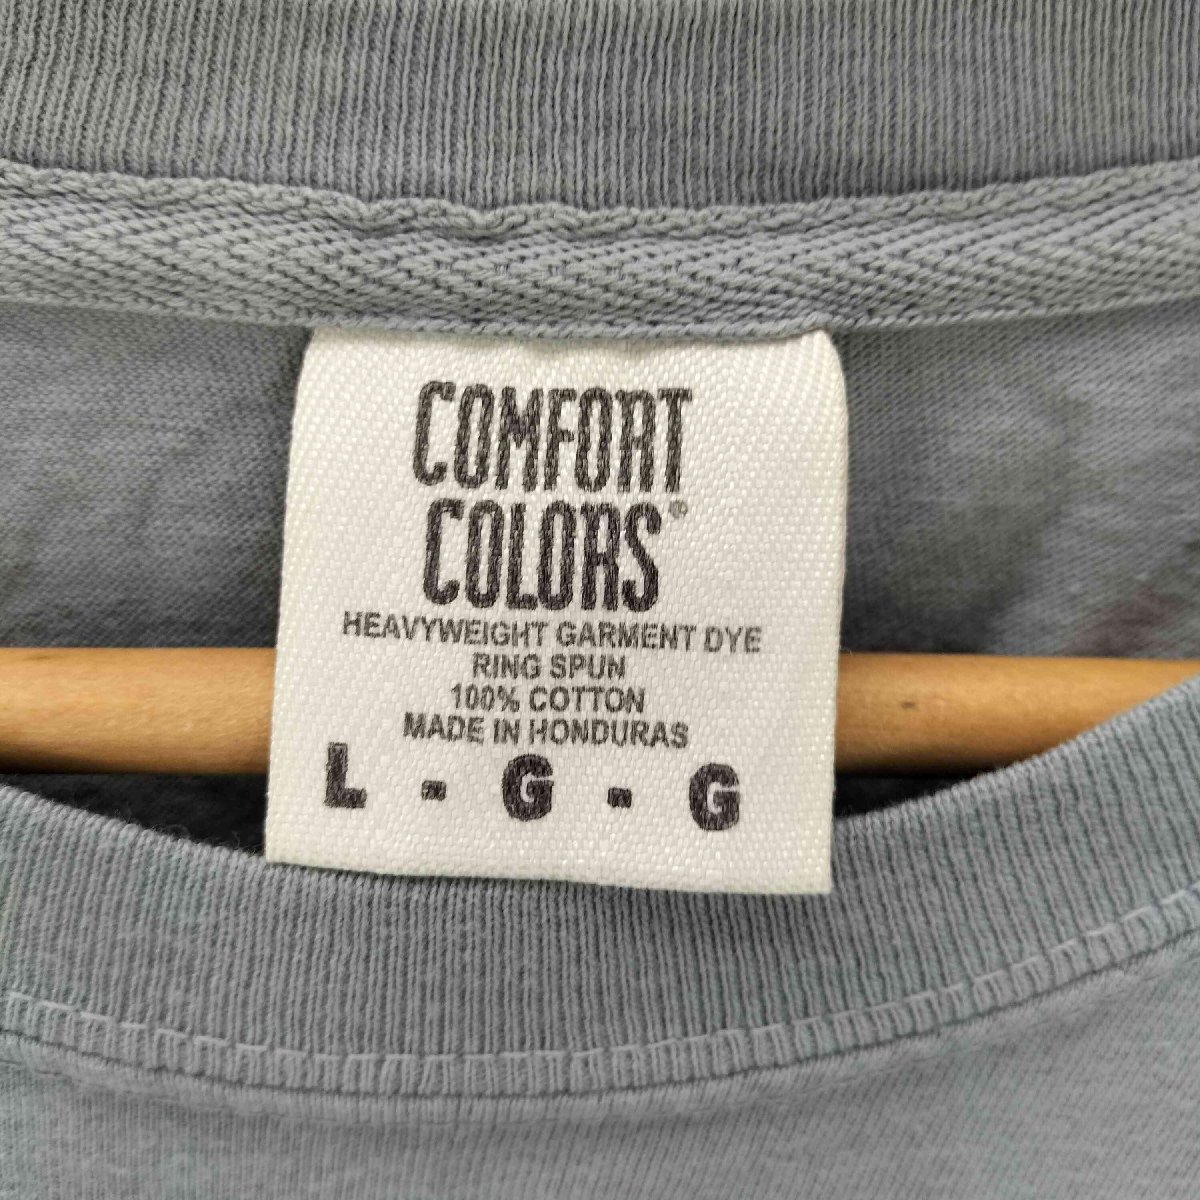 COMFORT
COLORS®
HEAVYWEIGHT GARMENT DYE
RING SPUN
100% COTTON
MADE IN HONDURAS
L - G - G